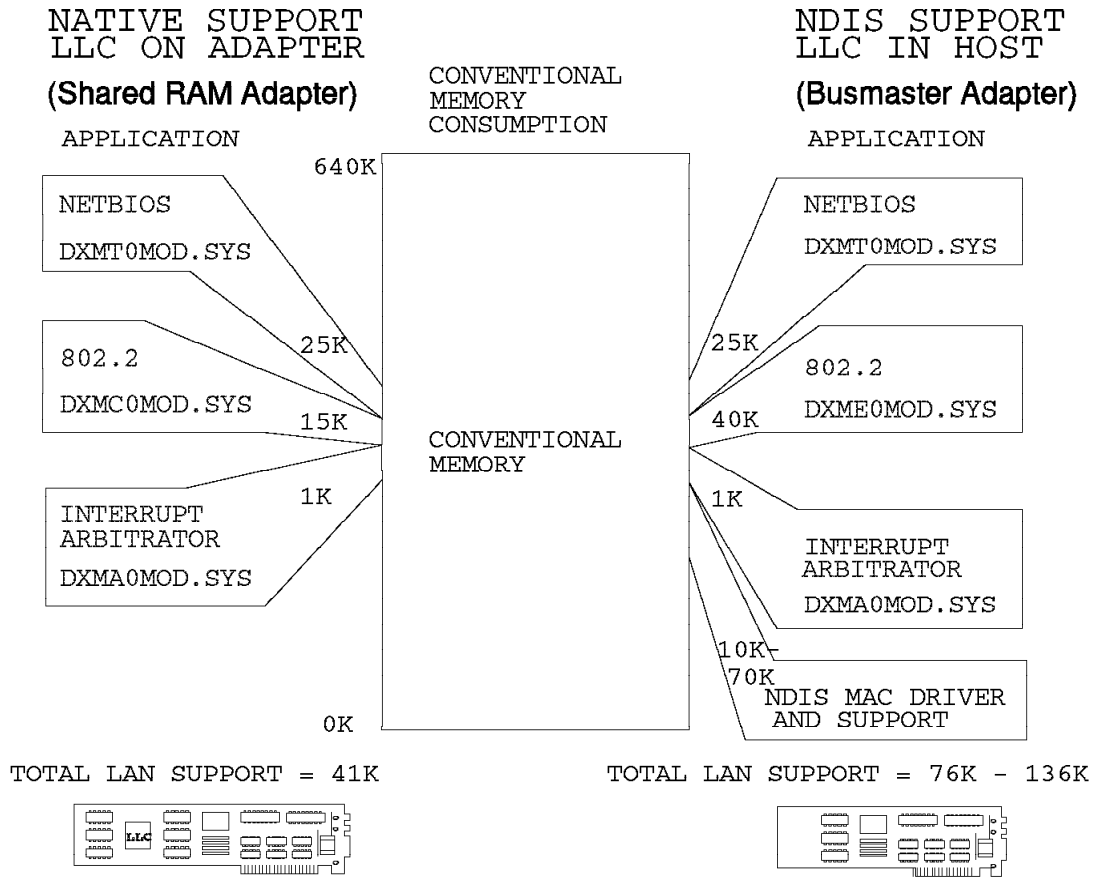 NATIVE SUPPORT
LLC ON ADAPTER
(Shared RAM Adapter)
APPLICATION
NETBIOS
DXMT0MOD.SYS
25K
802.2
DXMC0MOD.SYS
15K
1K
INTERRUPT
ARBITRATOR
DXMA0MOD.SYS
CONVENTIONAL
MEMORY
CONSUMPTION
640K
CONVENTIONAL
MEMORY
0K
NDIS SUPPORT
LLC IN HOST
(Busmaster Adapter)
APPLICATION
NETBIOS
DXMT0MOD.SYS
25K
802.2
DXME0MOD.SYS
40K
1K
INTERRUPT
ARBITRATOR
DXMA0MOD.SYS
10K-
70K
NDIS MAC DRIVER
AND SUPPORT
TOTAL LAN SUPPORT = 41K
TOTAL LAN SUPPORT = 76K - 136K
LLC